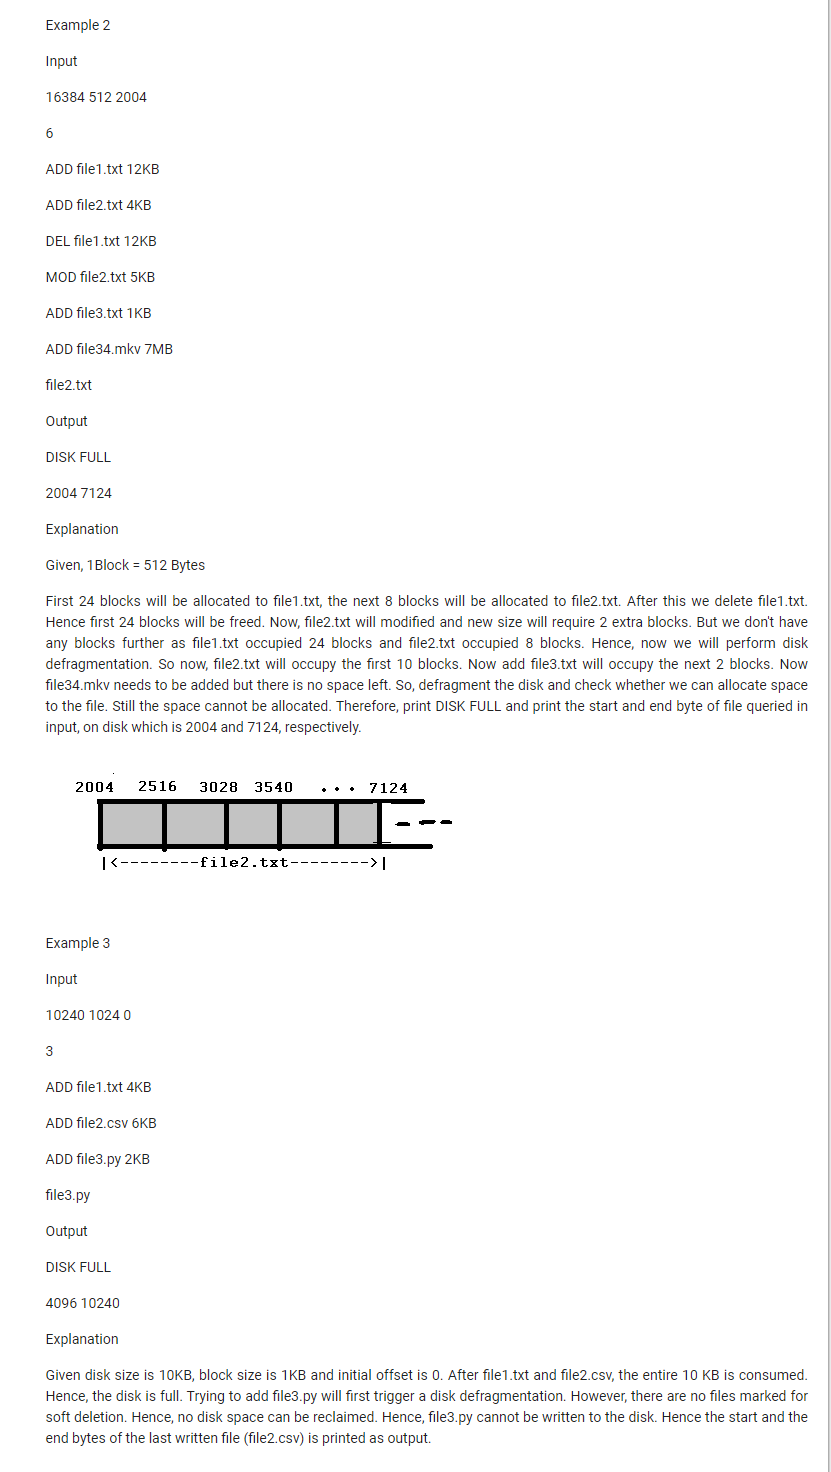 Example 2
Input
16384 512 2004
6
ADD file1.txt 12KB
ADD file2.txt 4KB
DEL file1.txt 12KB
MOD file2.txt 5KB
ADD file3.txt 1KB
ADD file34.mkv 7MB
file2.txt
Output
DISK FULL
2004 7124
Explanation
Given, 1Block = 512 Bytes
First 24 blocks will be allocated to file1.txt, the next 8 blocks will be allocated to file2.txt. After this we delete file1.txt.
Hence first 24 blocks will be freed. Now, file2.txt will modified and new size will require 2 extra blocks. But we don't have
any blocks further as file1.txt occupied 24 blocks and file2.txt occupied 8 blocks. Hence, now we will perform disk
defragmentation. So now, file2.txt will occupy the first 10 blocks. Now add file3.txt will occupy the next 2 blocks. Now
file34.mkv needs to be added but there is no space left. So, defragment the disk and check whether we can allocate space
to the file. Still the space cannot be allocated. Therefore, print DISK FULL and print the start and end byte of file queried in
input, on disk which is 2004 and 7124, respectively.
2004 2516 3028 3540 ... 7124
|<--------file2.txt-------->|
Example 3
Input
10240 1024 0
3
ADD file1.txt 4KB
ADD file2.csv 6KB
ADD file3.py 2KB
file3.py
Output
DISK FULL
4096 10240
Explanation
Given disk size is 10KB, block size is 1KB and initial offset is 0. After file1.txt and file2.csv, the entire 10 KB is consumed.
Hence, the disk is full. Trying to add file3.py will first trigger a disk defragmentation. However, there are no files marked for
soft deletion. Hence, no disk space can be reclaimed. Hence, file3.py cannot be written to the disk. Hence the start and the
end bytes of the last written file (file2.csv) is printed as output.